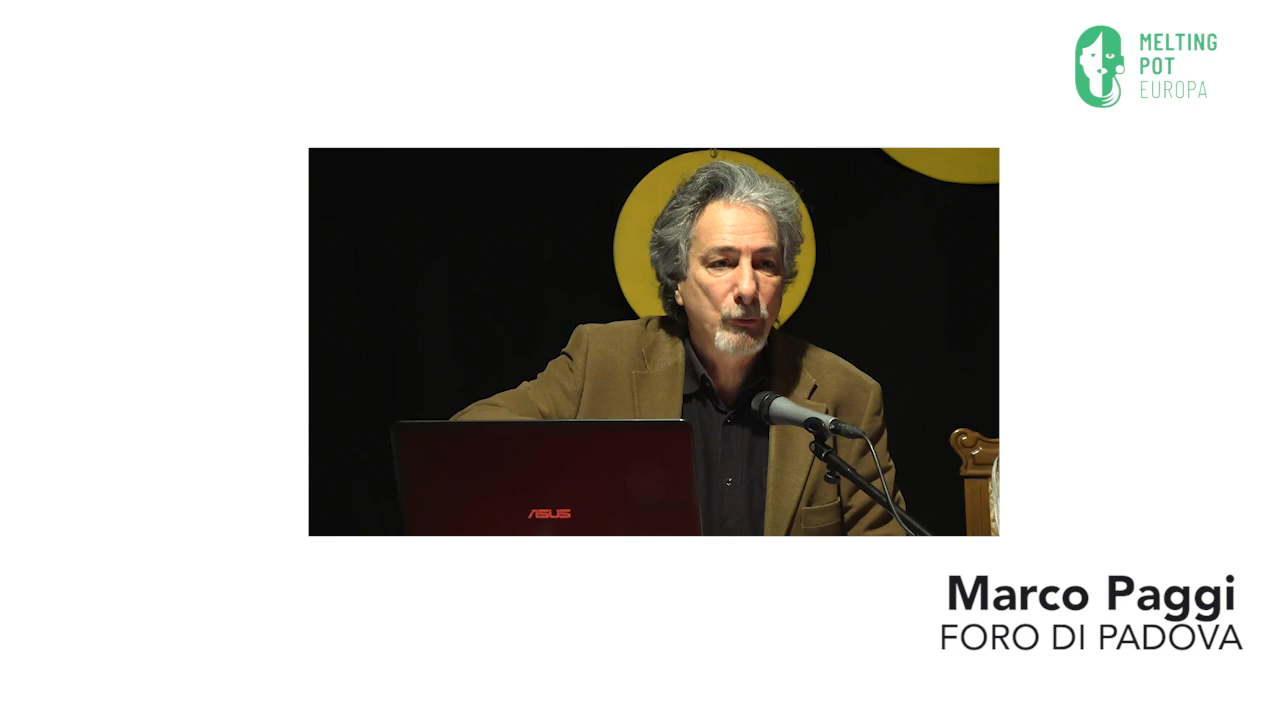 MELTING
POT
EUROPA
ASUS
Marco Paggi
FORO DI PADOVA